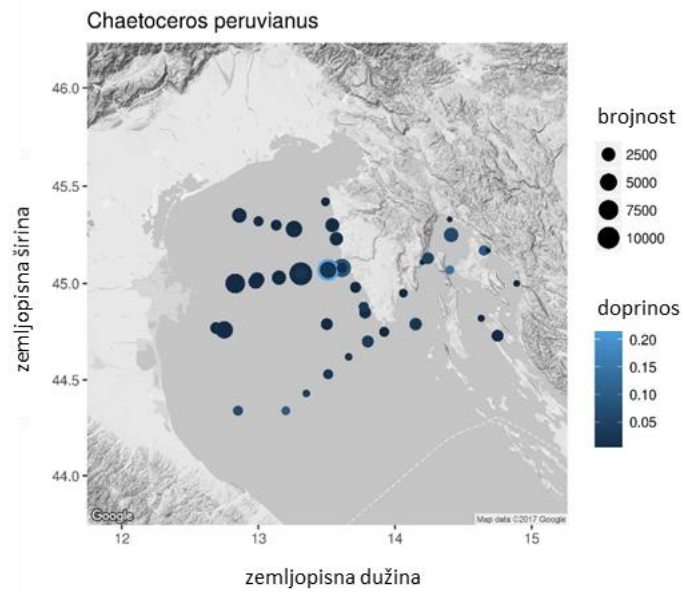 Chaetoceros peruvianus
46.0
45.5
45.0
44.5
44.0
12
13
14
15
zemljopisna širina
zemljopisna dužina
Google
Map data ©2017 Google
brojnost
2500
5000
7500
10000
doprinos
0.20
0.15
0.10
0.05